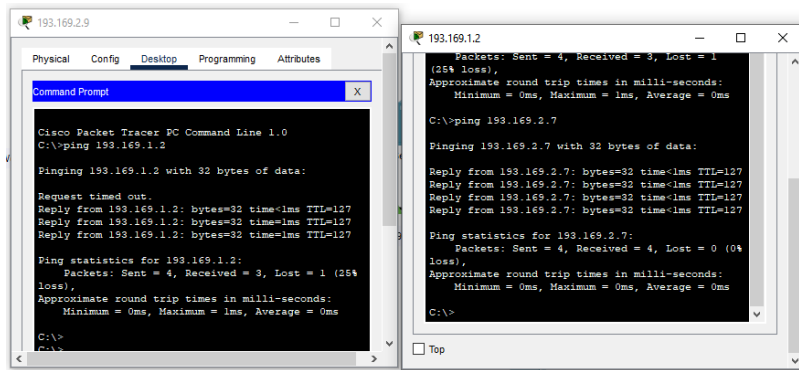 193.169.2.9
Physical Config Desktop Programming Attributes
Command Prompt
X
Cisco Packet Tracer PC Command Line 1.0
C:\>ping 193.169.1.2
Pinging 193.169.1.2 with 32 bytes of data:
Request timed out.
Reply from 193.169.1.2: bytes=32 time<1ms TTL=127
Reply from 193.169.1.2: bytes=32 time<1ms TTL=127
Reply from 193.169.1.2: bytes=32 time<1ms TTL=127
Ping statistics for 193.169.1.2:
Packets: Sent = 4, Received = 3, Lost = 1 (25%
loss),
Approximate round trip times in milli-seconds:
Minimum = 0ms, Maximum = 1ms, Average = 0ms
C:\>
C:\>
193.169.1.2
Packets: Sent = 4, Received = 3, Lost = 1
(25% loss),
Approximate round trip times in milli-seconds:
Minimum = 0ms, Maximum = 1ms, Average = 0ms
C:\>ping 193.169.2.7
Pinging 193.169.2.7 with 32 bytes of data:
Reply from 193.169.2.7: bytes=32 time<1ms TTL=127
Reply from 193.169.2.7: bytes=32 time<1ms TTL=127
Reply from 193.169.2.7: bytes=32 time<1ms TTL=127
Reply from 193.169.2.7: bytes=32 time<1ms TTL=127
Ping statistics for 193.169.2.7:
Packets: Sent = 4, Received = 4, Lost = 0 (0%
loss),
Approximate round trip times in milli-seconds:
Minimum = 0ms, Maximum = 0ms, Average = 0ms
C:\>
Top